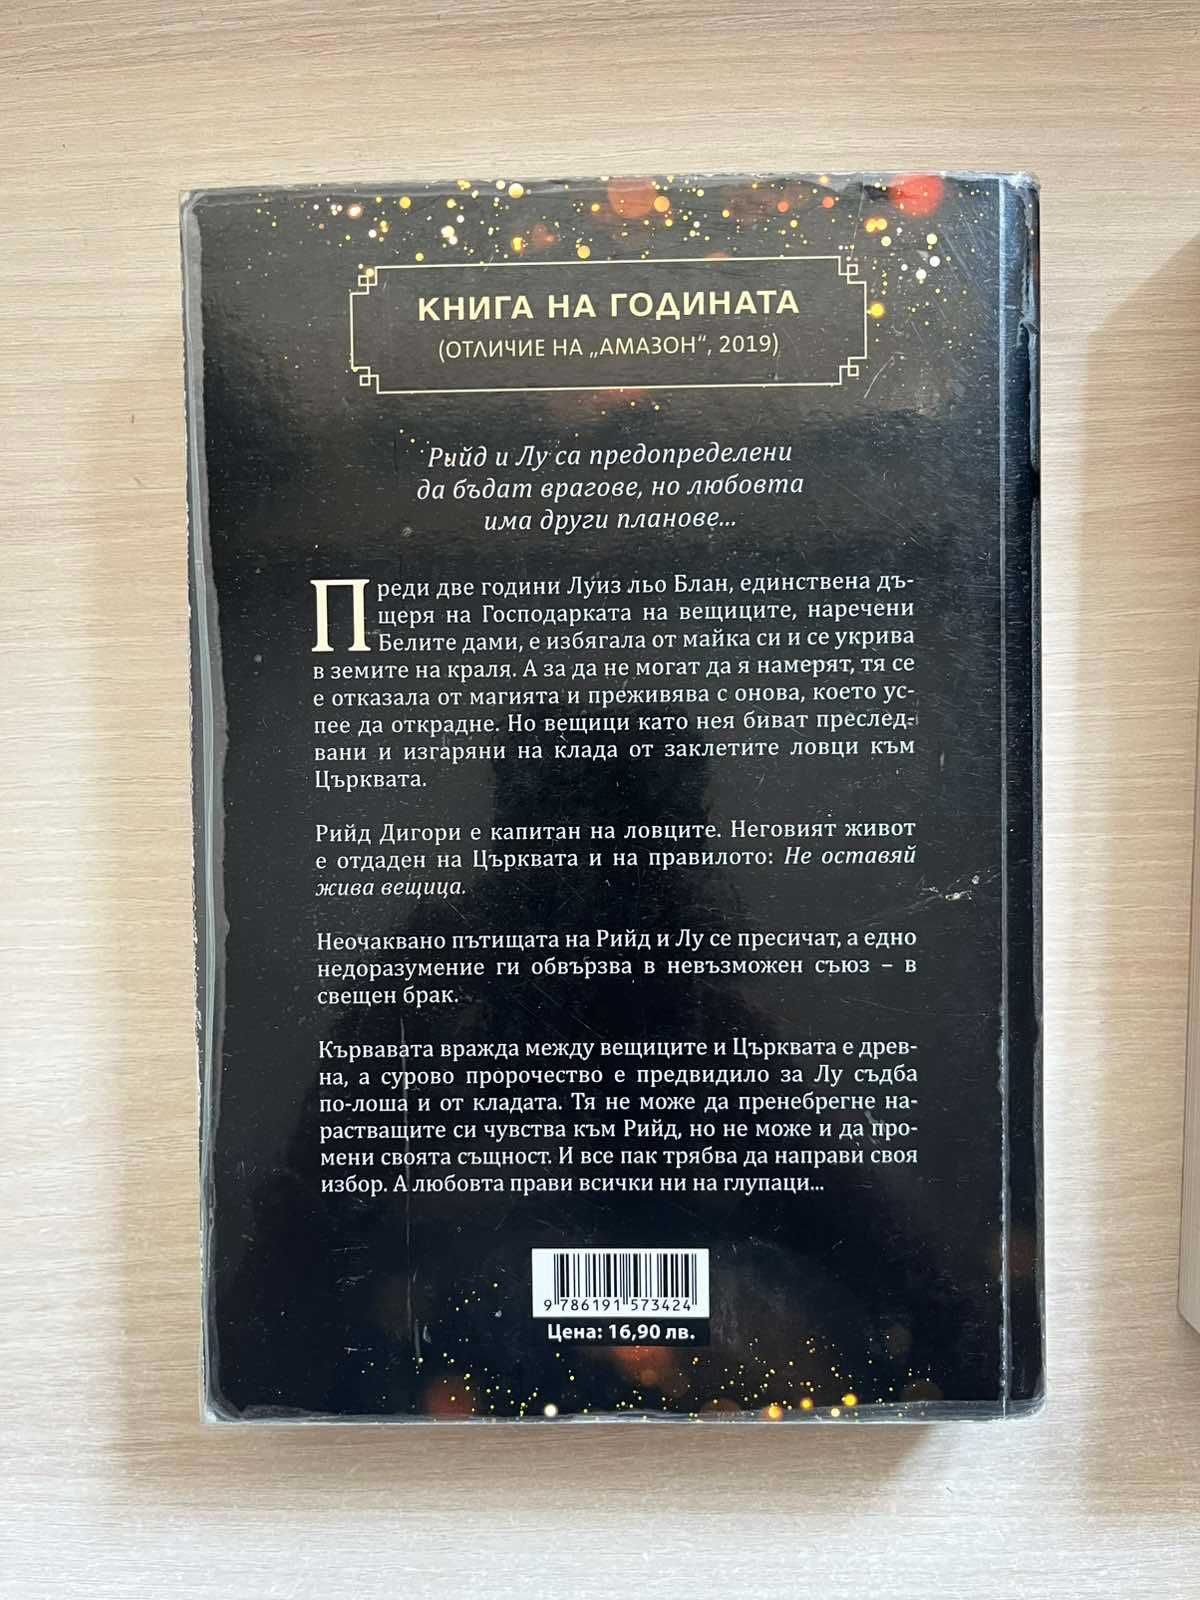 КНИГА НА ГОДИНАТА
(ОТЛИЧИЕ НА „АМАЗОН“, 2019)
Рийд и Лу са предопределени
да бъдат врагове, но любовта
има други планове...
Преди две години Луиз льо Блан, единствена дъ-
щеря на Господарката на вещиците, наречени
Белите дами, е избягала от майка си и се укрива
в земите на краля. А за да не могат да я намерят, тя се
е отказала от магията и преживява с онова, което ус-
пее да открадне. Но вещици като нея биват преслед-
вани и изгаряни на клада от заклетите ловци към
Църквата.
Рийд Дигори е капитан на ловците. Неговият живот
е отдаден на Църквата и на правилото: Не оставяй
жива вещица.
Неочаквано пътищата на Рийд и Лу се пресичат, а едно
недоразумение ги обвързва в невъзможен съюз – в
свещен брак.
Кървавата вражда между вещиците и Църквата е древ-
на, а сурово пророчество е предвидило за Лу съдба
по-лоша и от кладата. Тя не може да пренебрегне на-
растващите си чувства към Рийд, но не може и да про-
мени своята същност. И все пак трябва да направи своя
избор. А любовта прави всички ни на глупаци...
9 786191 573424
Цена: 16,90 лв.